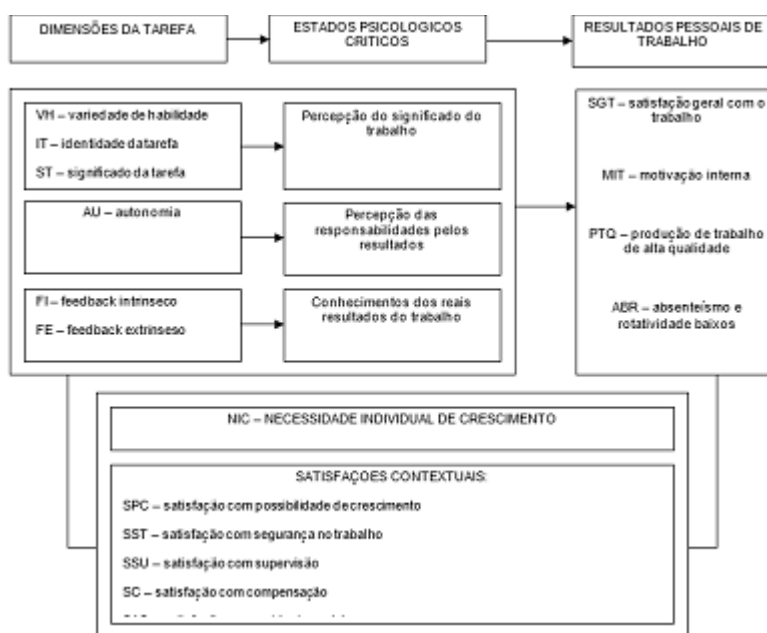 DIMENSÕES DA TAREFA
ESTADOS PSICOLOGICOS
CRITICOS
RESULTADOS PESSOAIS DE
TRABALHO
VH – variedade de habilidade
IT – identidade da tarefa
ST – significado da tarefa
Percepção do significado do
trabalho
AU – autonomia
Percepção das
responsabilidades pelos
resultados
FI – feedback intrinseco
FE – feedback extrinseso
Conhecimentos dos reais
resultados do trabalho
SGT – satisfação geral com o
trabalho
MIT – motivação interna
PTQ – produção de trabalho
de alta qualidade
ABR – absenteísmo e
rotatividade baixos
NIC – NECESSIDADE INDIVIDUAL DE CRESCIMENTO
SATISFAÇOES CONTEXTUAIS:
SPC – satisfação com possibilidade de crescimento
SST – satisfação com segurança no trabalho
SSU – satisfação com supervisão
SC – satisfação com compensação